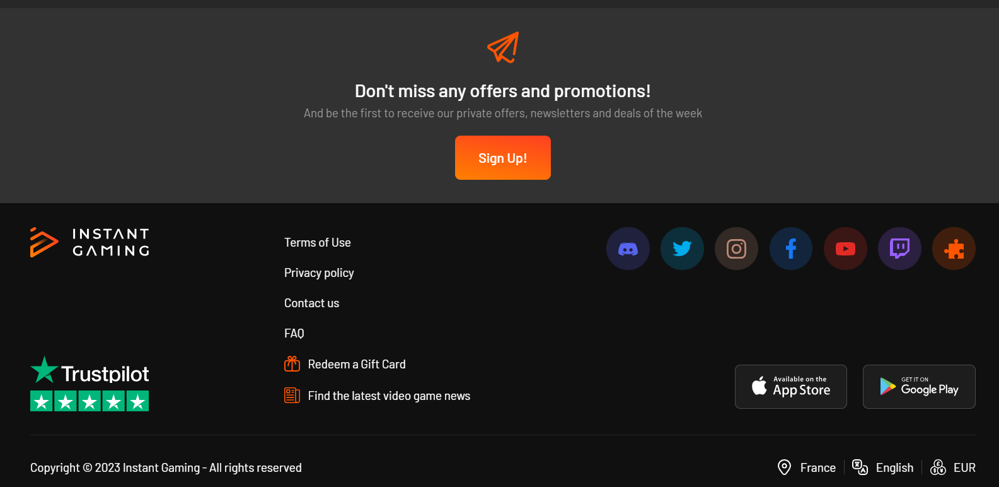 Don't miss any offers and promotions!
And be the first to receive our private offers, newsletters and deals of the week
Sign Up!
INSTANT
GAMING
Terms of Use
Privacy policy
Contact us
FAQ
Redeem a Gift Card
Find the latest video game news
Trustpilot
Available on the
App Store
GET IT ON
Google Play
Copyright © 2023 Instant Gaming - All rights reserved
France
English
EUR